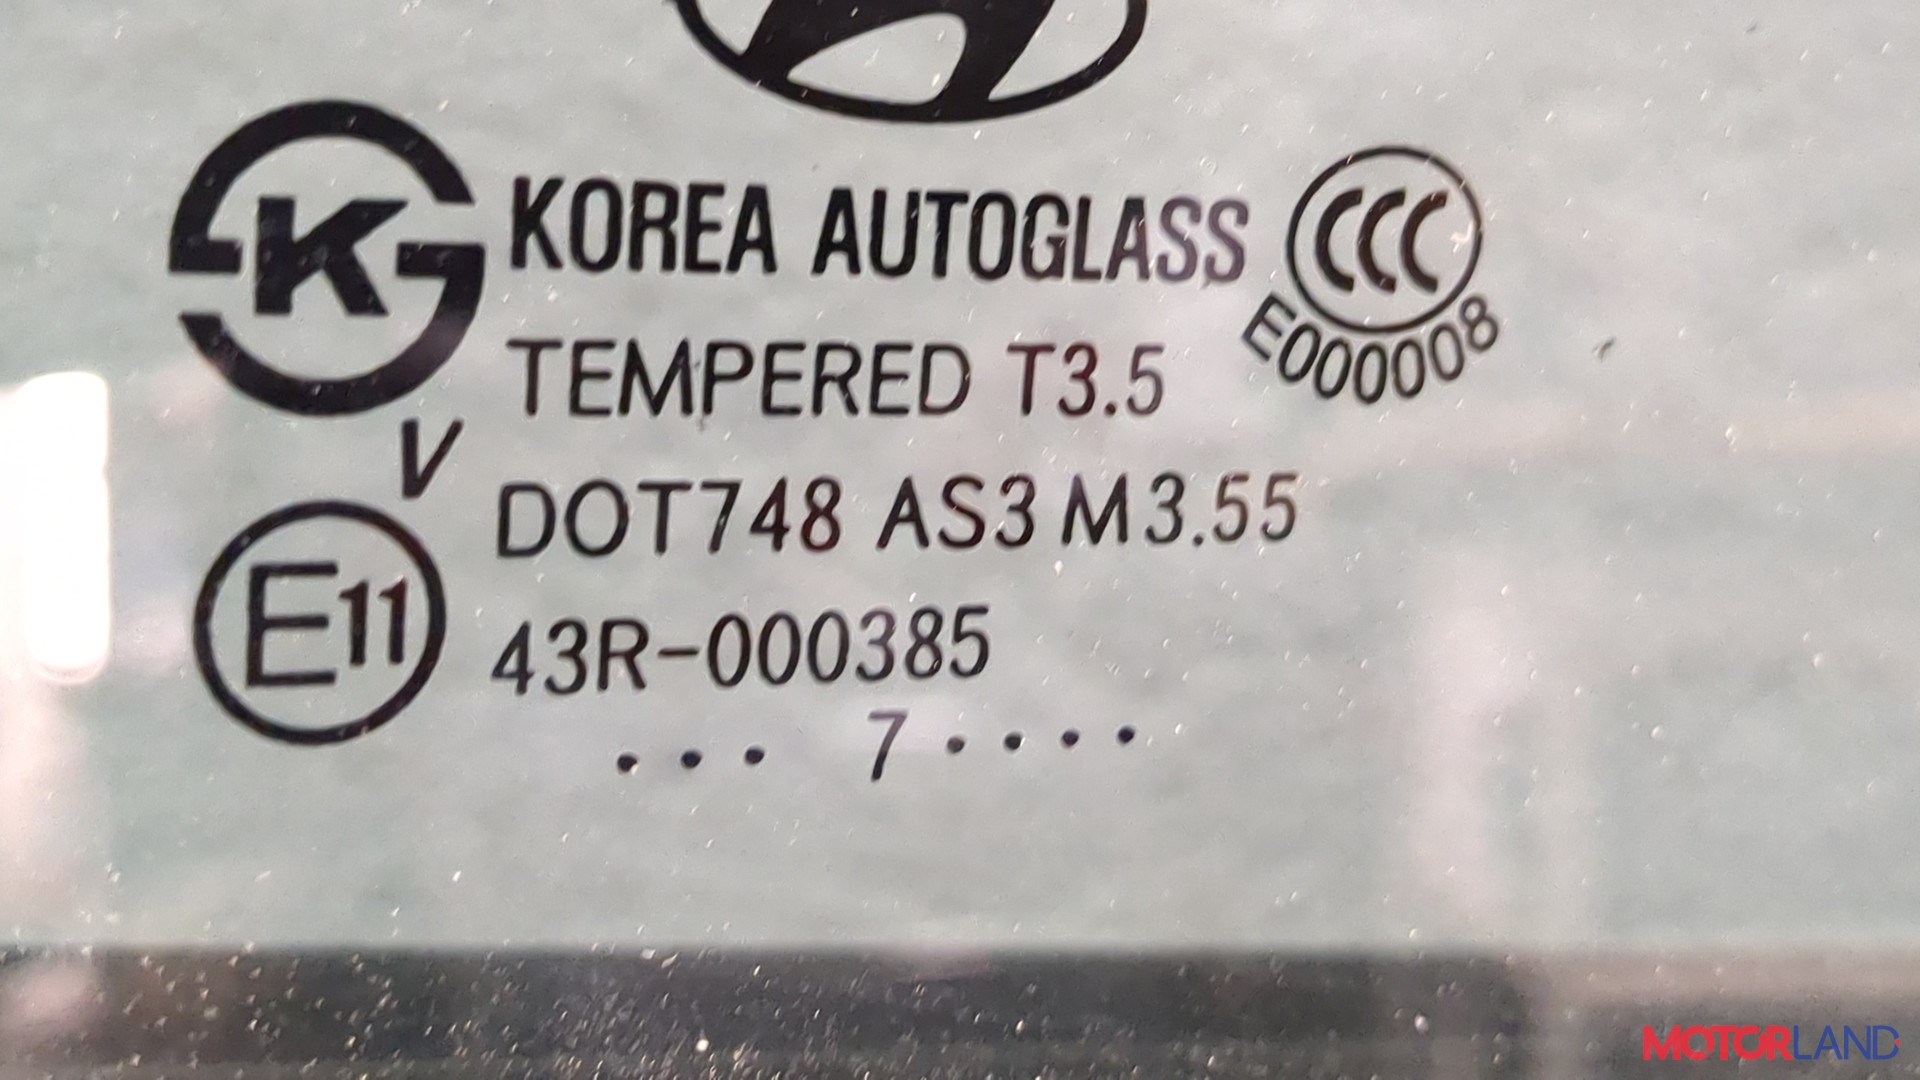 K
KOREA AUTOGLASS
CCC
E000008
TEMPERED T3.5
V
DOT748 AS3 M3.55
E11
43R-000385
... 7....
MOTORLAND